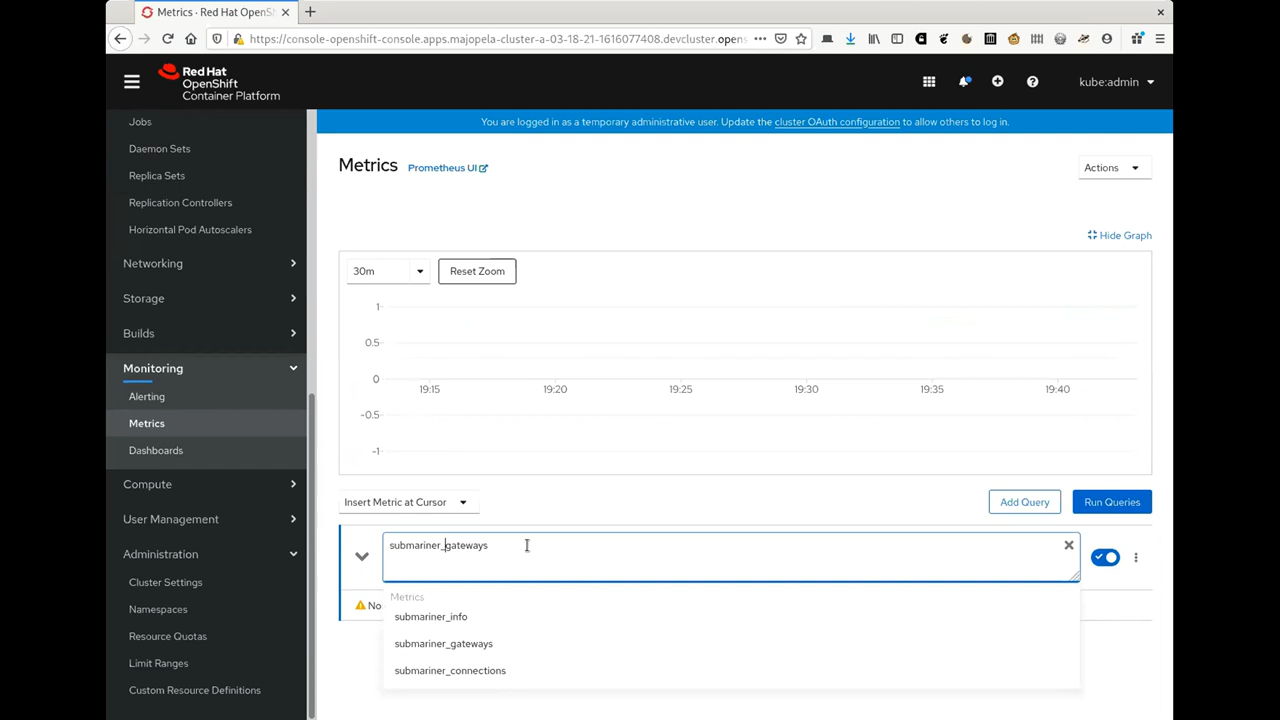 Metrics · Red Hat OpenSh
https://console-openshift-console.apps.majopela-cluster-a-03-18-21-1616077408.devcluster.opens
Red Hat
OpenShift
Container Platform
kube:admin
You are logged in as a temporary administrative user. Update the cluster OAuth configuration to allow others to log in.
Jobs
Daemon Sets
Replica Sets
Replication Controllers
Horizontal Pod Autoscalers
Networking
Storage
Builds
Monitoring
Alerting
Metrics
Dashboards
Compute
User Management
Administration
Cluster Settings
Namespaces
Resource Quotas
Limit Ranges
Custom Resource Definitions
Metrics Prometheus UI
Actions
Hide Graph
30m Reset Zoom
1
0.5
0
-0.5
-1
19:15 19:20 19:25 19:30 19:35 19:40
Insert Metric at Cursor Add Query Run Queries
submariner_gateways
No
Metrics
submariner_info
submariner_gateways
submariner_connections